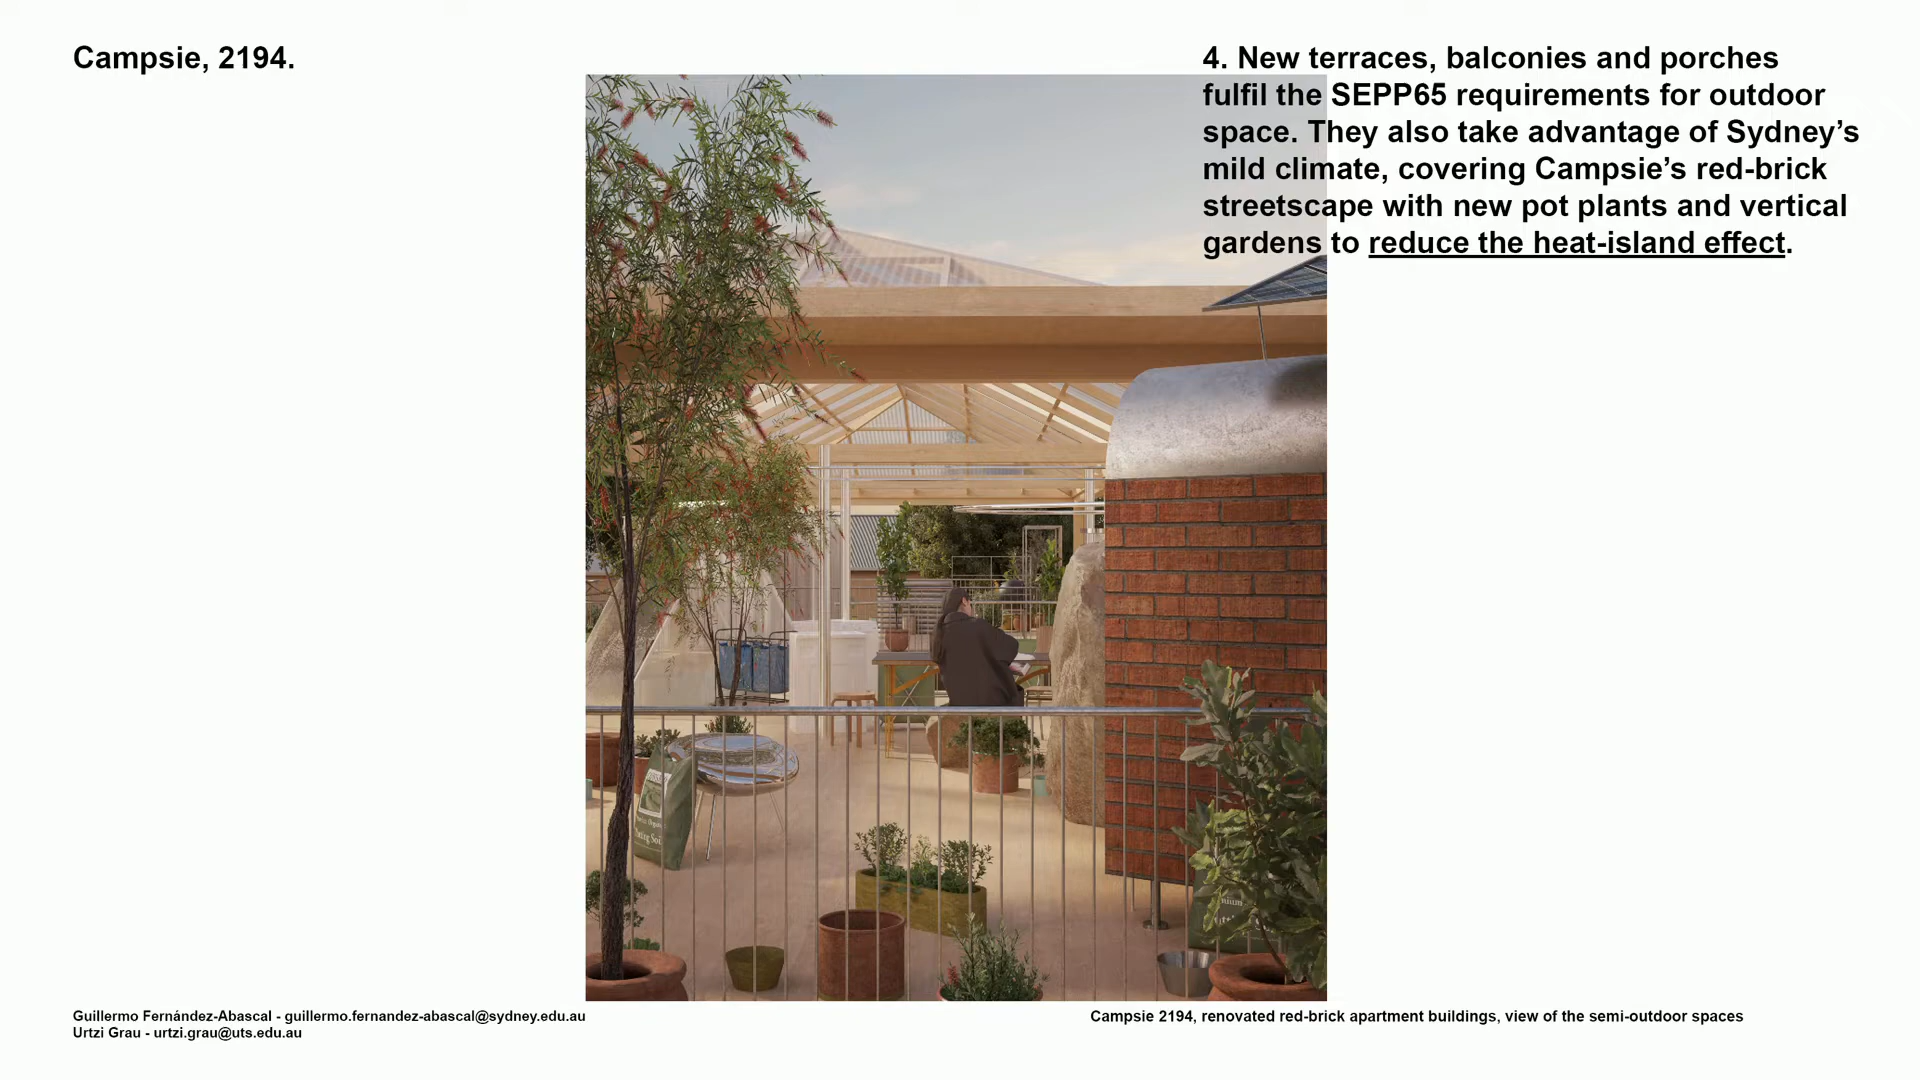 Campsie, 2194.
4. New terraces, balconies and porches
fulfil the SEPP65 requirements for outdoor
space. They also take advantage of Sydney’s
mild climate, covering Campsie’s red-brick
streetscape with new pot plants and vertical
gardens to reduce the heat-island effect.
Guillermo Fernández-Abascal - guillermo.fernandez-abascal@sydney.edu.au
Urtzi Grau - urtzi.grau@uts.edu.au
Campsie 2194, renovated red-brick apartment buildings, view of the semi-outdoor spaces